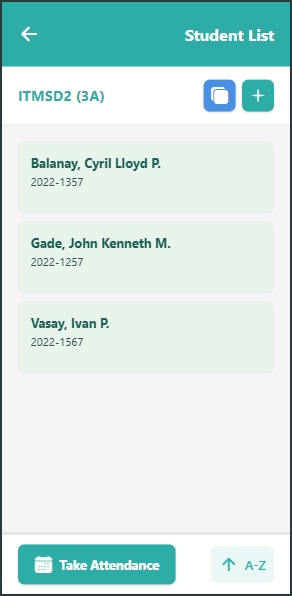 Student List
ITMSD2 (3A)
Balanay, Cyril Lloyd P.
2022-1357
Gade, John Kenneth M.
2022-1257
Vasay, Ivan P.
2022-1567
Take Attendance
A-Z